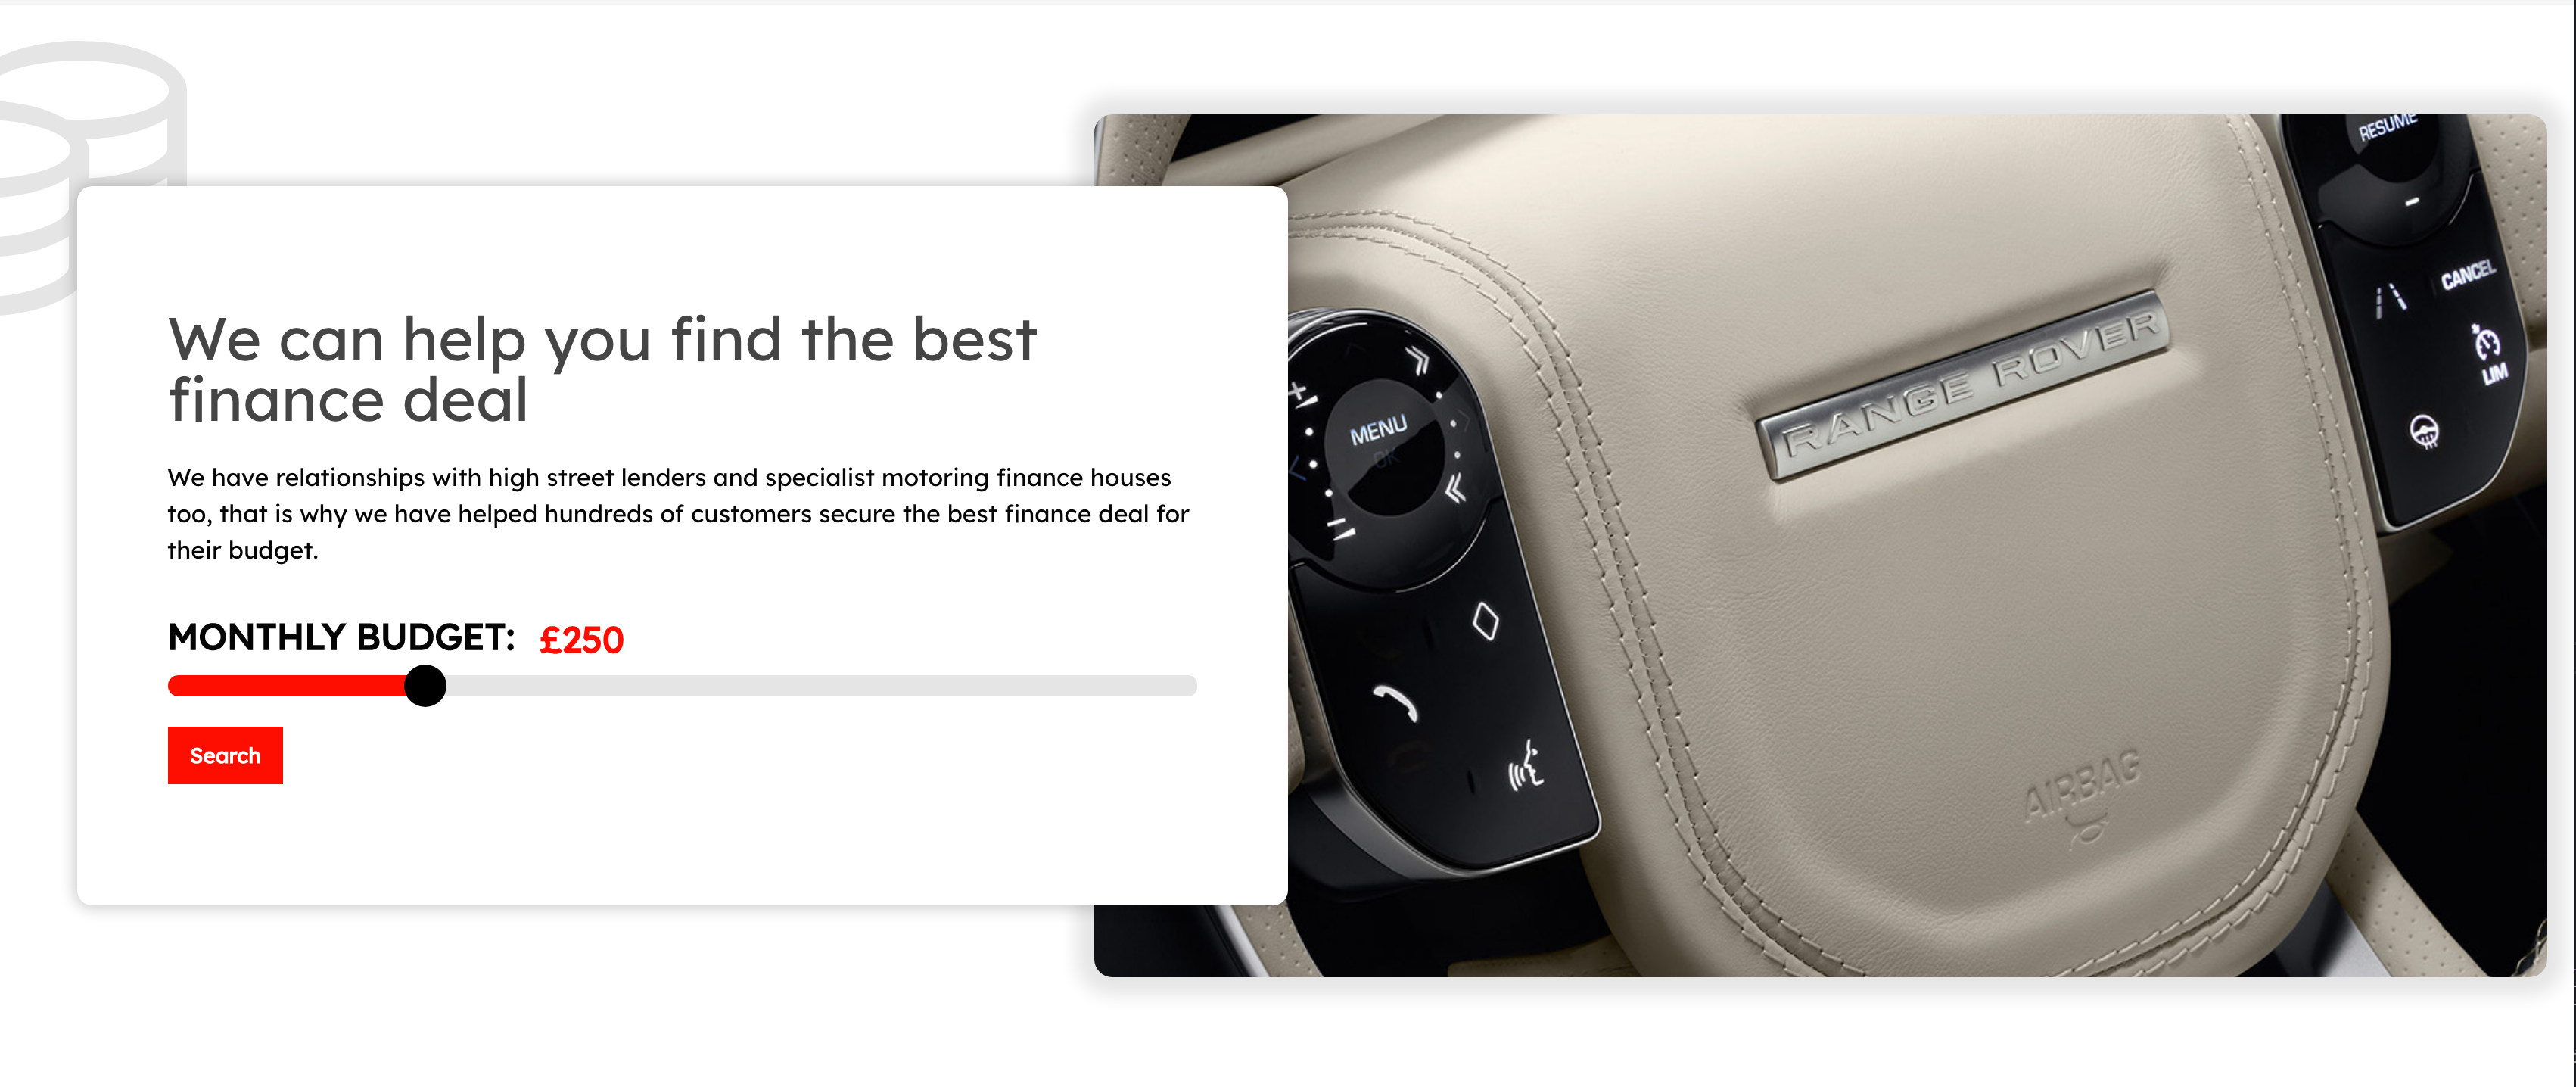 We can help you find the best
finance deal
We have relationships with high street lenders and specialist motoring finance houses
too, that is why we have helped hundreds of customers secure the best finance deal for
their budget.
MONTHLY BUDGET: £250
Search
RESUME
CANCEL
LIM
RANGE ROVER
MENU
OK
AIRBAG